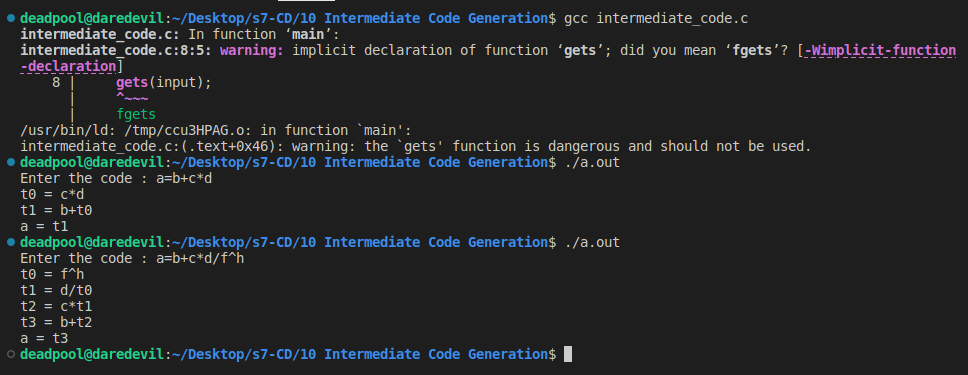 deadpool@daredevil:~/Desktop/s7-CD/10 Intermediate Code Generation$ gcc intermediate_code.c
intermediate_code.c: In function ‘main’:
intermediate_code.c:8:5: warning: implicit declaration of function ‘gets’; did you mean ‘fgets’? [-Wimplicit-function
-declaration]
    8 |     gets(input);
      |     ^~~~
      |     fgets
/usr/bin/ld: /tmp/ccu3HPAG.o: in function `main':
intermediate_code.c:(.text+0x46): warning: the `gets' function is dangerous and should not be used.
deadpool@daredevil:~/Desktop/s7-CD/10 Intermediate Code Generation$ ./a.out
Enter the code : a=b+c*d
t0 = c*d
t1 = b+t0
a = t1
deadpool@daredevil:~/Desktop/s7-CD/10 Intermediate Code Generation$ ./a.out
Enter the code : a=b+c*d/f^h
t0 = f^h
t1 = d/t0
t2 = c*t1
t3 = b+t2
a = t3
deadpool@daredevil:~/Desktop/s7-CD/10 Intermediate Code Generation$